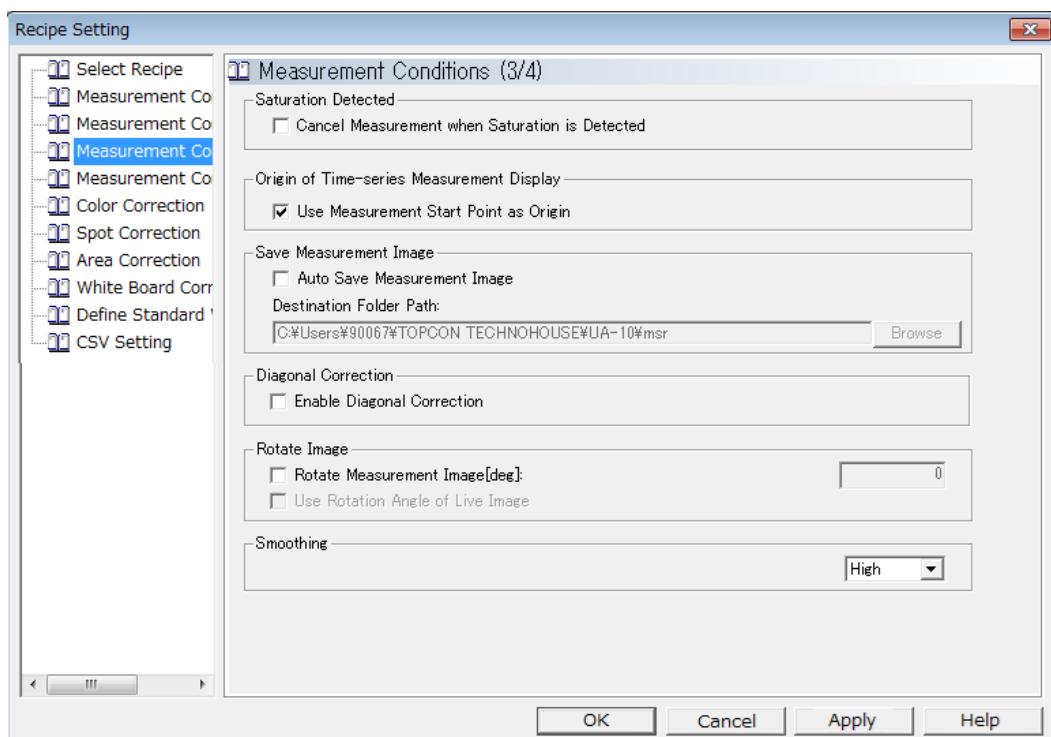 Recipe Setting
Select Recipe
Measurement Co
Measurement Co
Measurement Co
Measurement Co
Color Correction
Spot Correction
Area Correction
White Board Corr
Define Standard
CSV Setting
Measurement Conditions (3/4)
Saturation Detected
Cancel Measurement when Saturation is Detected
Origin of Time-series Measurement Display
Use Measurement Start Point as Origin
Save Measurement Image
Auto Save Measurement Image
Destination Folder Path:
C:¥Users¥90067¥TOPCON TECHNOHOUSE¥UA-10¥msr
Browse
Diagonal Correction
Enable Diagonal Correction
Rotate Image
Rotate Measurement Image[deg]:
0
Use Rotation Angle of Live Image
Smoothing
High
OK Cancel Apply Help